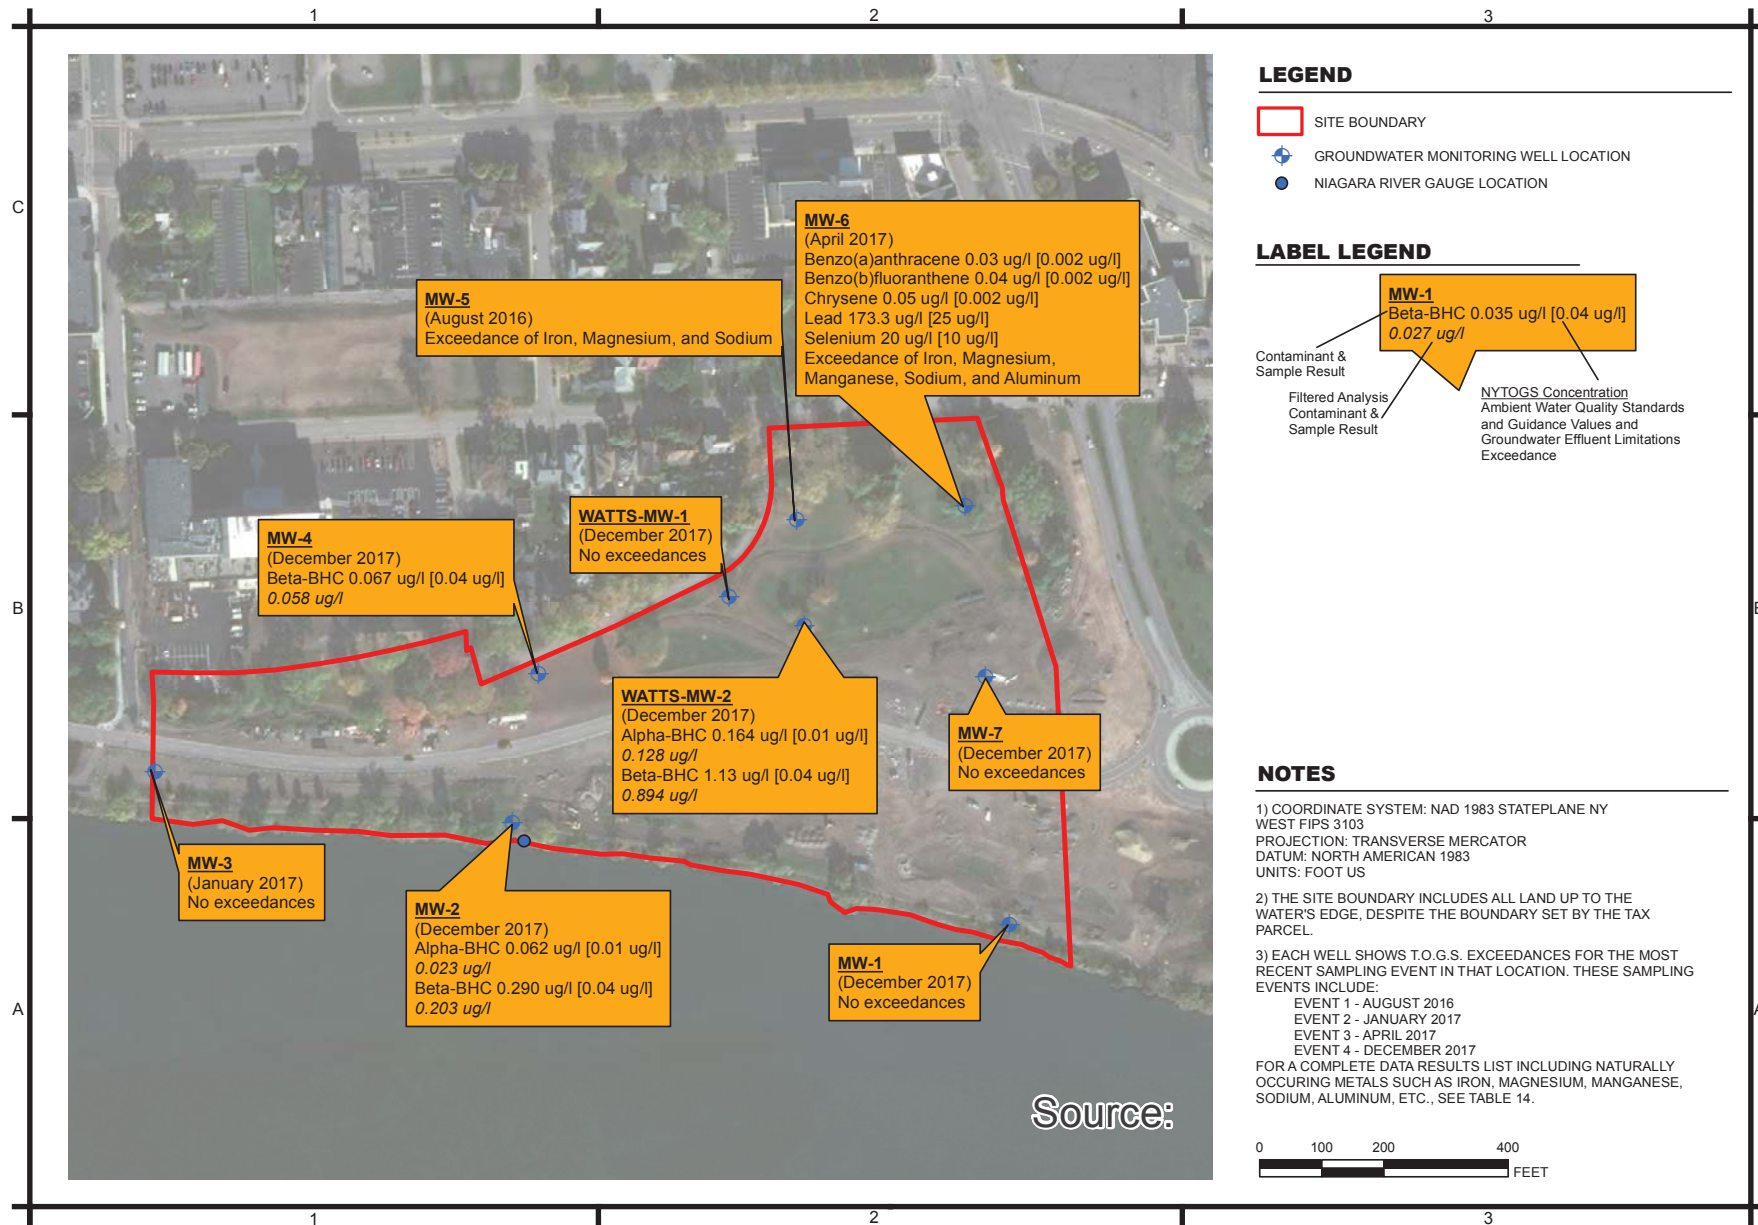 1
2
3
C
B
A
MW-6
(April 2017)
Benzo(a)anthracene 0.03 ug/l [0.002 ug/l]
Benzo(b)fluoranthene 0.04 ug/l [0.002 ug/l]
Chrysene 0.05 ug/l [0.002 ug/l]
Lead 173.3 ug/l [25 ug/l]
Selenium 20 ug/l [10 ug/l]
Exceedance of Iron, Magnesium,
Manganese, Sodium, and Aluminum
MW-5
(August 2016)
Exceedance of Iron, Magnesium, and Sodium
WATTS-MW-1
(December 2017)
No exceedances
MW-4
(December 2017)
Beta-BHC 0.067 ug/l [0.04 ug/l]
0.058 ug/l
WATTS-MW-2
(December 2017)
Alpha-BHC 0.164 ug/l [0.01 ug/l]
0.128 ug/l
Beta-BHC 1.13 ug/l [0.04 ug/l]
0.894 ug/l
MW-7
(December 2017)
No exceedances
MW-3
(January 2017)
No exceedances
MW-2
(December 2017)
Alpha-BHC 0.062 ug/l [0.01 ug/l]
0.023 ug/l
Beta-BHC 0.290 ug/l [0.04 ug/l]
0.203 ug/l
MW-1
(December 2017)
No exceedances
Source:
LEGEND
SITE BOUNDARY
GROUNDWATER MONITORING WELL LOCATION
NIAGARA RIVER GAUGE LOCATION
LABEL LEGEND
MW-1
Beta-BHC 0.035 ug/l [0.04 ug/l]
0.027 ug/l
Contaminant &
Sample Result
Filtered Analysis
Contaminant &
Sample Result
NYTOGS Concentration
Ambient Water Quality Standards
and Guidance Values and
Groundwater Effluent Limitations
Exceedance
NOTES
1) COORDINATE SYSTEM: NAD 1983 STATEPLANE NY
WEST FIPS 3103
PROJECTION: TRANSVERSE MERCATOR
DATUM: NORTH AMERICAN 1983
UNITS: FOOT US
2) THE SITE BOUNDARY INCLUDES ALL LAND UP TO THE
WATER'S EDGE, DESPITE THE BOUNDARY SET BY THE TAX
PARCEL.
3) EACH WELL SHOWS T.O.G.S. EXCEEDANCES FOR THE MOST
RECENT SAMPLING EVENT IN THAT LOCATION. THESE SAMPLING
EVENTS INCLUDE:
EVENT 1 - AUGUST 2016
EVENT 2 - JANUARY 2017
EVENT 3 - APRIL 2017
EVENT 4 - DECEMBER 2017
FOR A COMPLETE DATA RESULTS LIST INCLUDING NATURALLY
OCCURING METALS SUCH AS IRON, MAGNESIUM, MANGANESE,
SODIUM, ALUMINUM, ETC., SEE TABLE 14.
0 100 200 400
FEET
1
2
3